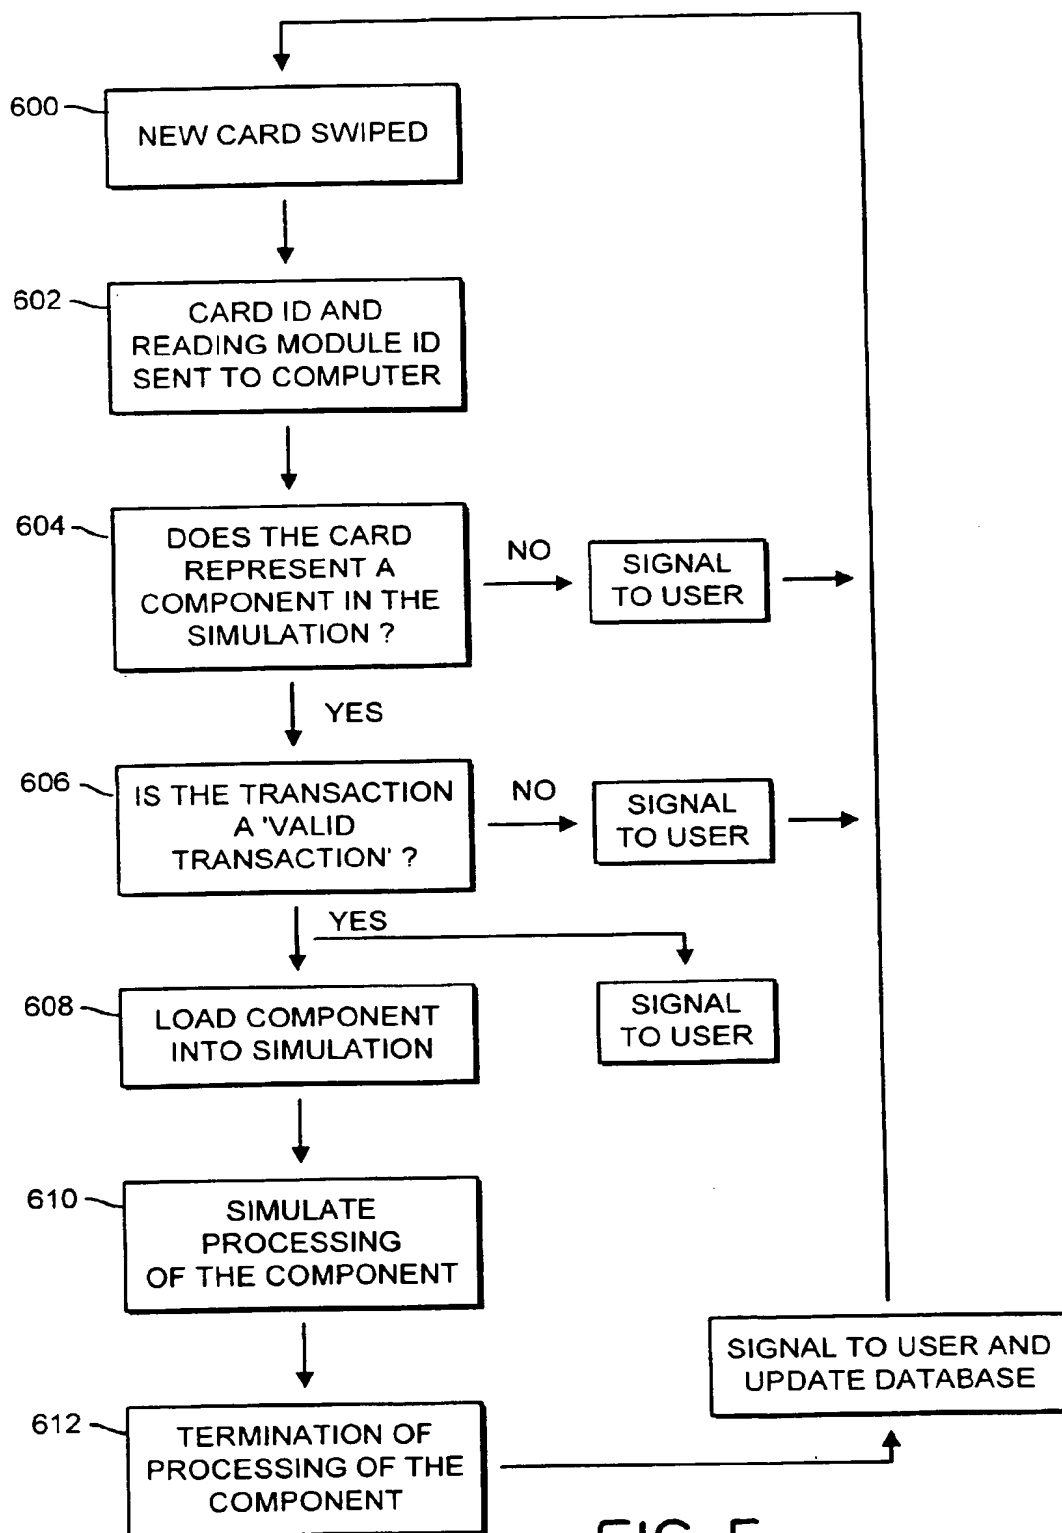 600
NEW CARD SWIPED
602
CARD ID AND
READING MODULE ID
SENT TO COMPUTER
604
DOES THE CARD
REPRESENT A
COMPONENT IN THE
SIMULATION ?
NO
SIGNAL
TO USER
YES
606
IS THE TRANSACTION
A 'VALID
TRANSACTION' ?
NO
SIGNAL
TO USER
YES
608
LOAD COMPONENT
INTO SIMULATION
SIGNAL
TO USER
610
SIMULATE
PROCESSING
OF THE COMPONENT
SIGNAL TO USER AND
UPDATE DATABASE
612
TERMINATION OF
PROCESSING OF THE
COMPONENT
FIG. 5